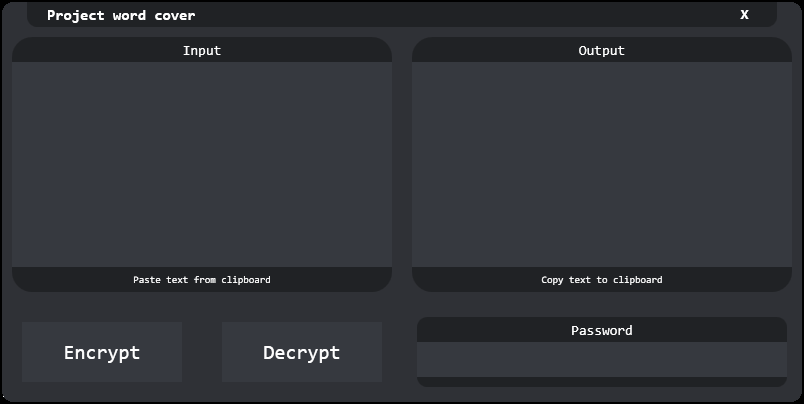 Project word cover X
Input
Output
Paste text from clipboard
Copy text to clipboard
Encrypt
Decrypt
Password